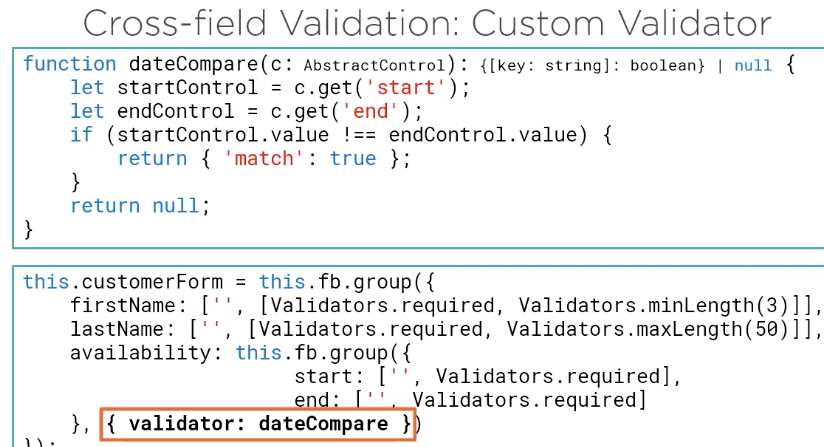 Cross-field Validation: Custom Validator
function dateCompare(c: AbstractControl): {[key: string]: boolean} | null {
    let startControl = c.get('start');
    let endControl = c.get('end');
    if (startControl.value !== endControl.value) {
        return { 'match': true };
    }
    return null;
}
this.customerForm = this.fb.group({
    firstName: ['', [Validators.required, Validators.minLength(3)]],
    lastName: ['', [Validators.required, Validators.maxLength(50)]],
    availability: this.fb.group({
                       start: ['', Validators.required],
                       end: ['', Validators.required]
    }, { validator: dateCompare })
});